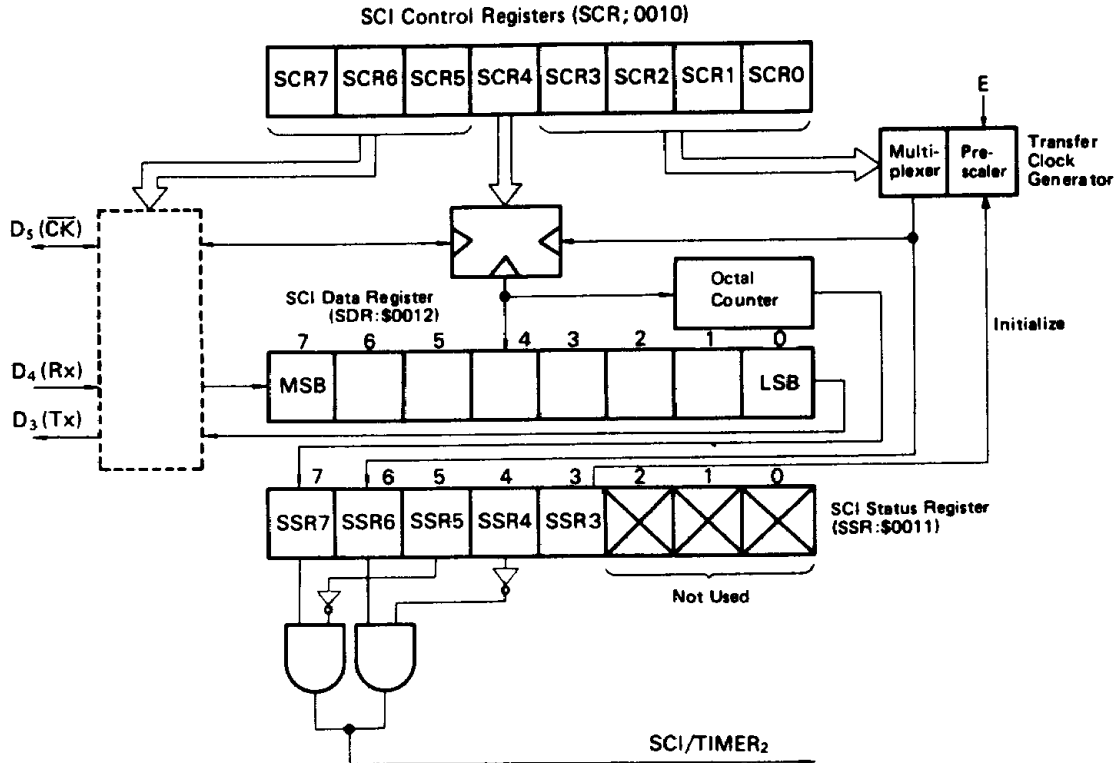 SCI Control Registers (SCR; 0010)
SCR7 SCR6 SCR5 SCR4 SCR3 SCR2 SCR1 SCR0
E
Multi-
plexer
Pre-
scaler
Transfer
Clock
Generator
D5 (CK)
Octal
Counter
SCI Data Register
(SDR:$0012)
Initialize
7 6 5 4 3 2 1 0
D4 (Rx)
MSB LSB
D3 (Tx)
7 6 5 4 3 2 1 0
SSR7 SSR6 SSR5 SSR4 SSR3
SCI Status Register
(SSR:$0011)
Not Used
SCI/TIMER2